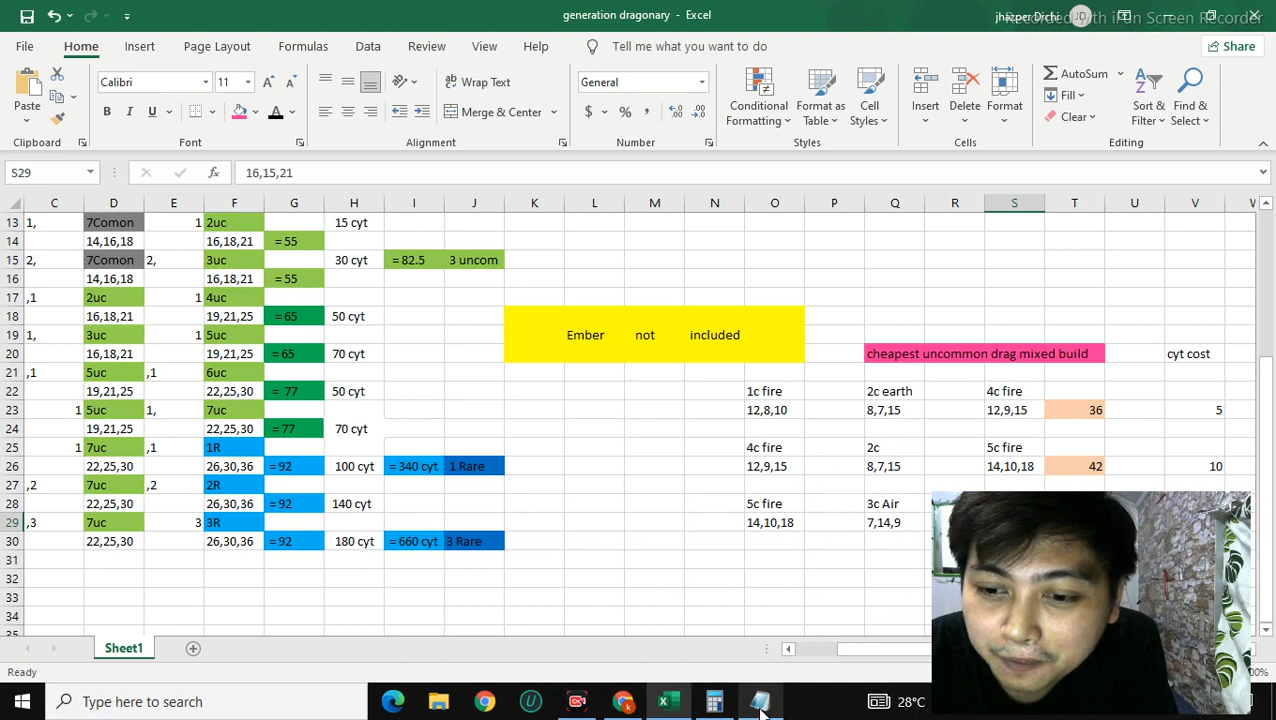 generation dragonary - Excel
jhazper Dichi JD
Recorded with iFun Screen Recorder
File Home Insert Page Layout Formulas Data Review View Help Tell me what you want to do Share
Paste Calibri 11 A A Wrap Text General Conditional Formatting Format as Table Cell Styles Insert Delete Format AutoSum Fill Clear Sort & Filter Find & Select
B I U A Merge & Center $ %
Clipboard Font Alignment Number Styles Cells Editing
S29 fx 16,15,21
C D E F G H I J K L M N O P Q R S T U V W
13 1, 7Comon 1 2uc 15 cyt
14 14,16,18 16,18,21 = 55
15 2, 7Comon 2, 3uc 30 cyt = 82.5 3 uncom
16 14,16,18 16,18,21 = 55
17 ,1 2uc 1 4uc
18 16,18,21 19,21,25 = 65 50 cyt
19 1, 3uc 1 5uc Ember not included
20 16,18,21 19,21,25 = 65 70 cyt cheapest uncommon drag mixed build cyt cost
21 ,1 5uc ,1 6uc
22 19,21,25 22,25,30 = 77 50 cyt 1c fire 2c earth 4c fire
23 1 5uc 1, 7uc 12,8,10 8,7,15 12,9,15 36 5
24 19,21,25 22,25,30 = 77 70 cyt
25 1 7uc ,1 1R 4c fire 2c 5c fire
26 22,25,30 26,30,36 = 92 100 cyt = 340 cyt 1 Rare 12,9,15 8,7,15 14,10,18 42 10
27 ,2 7uc ,2 2R
28 22,25,30 26,30,36 = 92 140 cyt 5c fire 3c Air
29 ,3 7uc 3 3R 14,10,18 7,14,9
30 22,25,30 26,30,36 = 92 180 cyt = 660 cyt 3 Rare
31
32
33
34
35
Sheet1
Ready
Type here to search 28°C